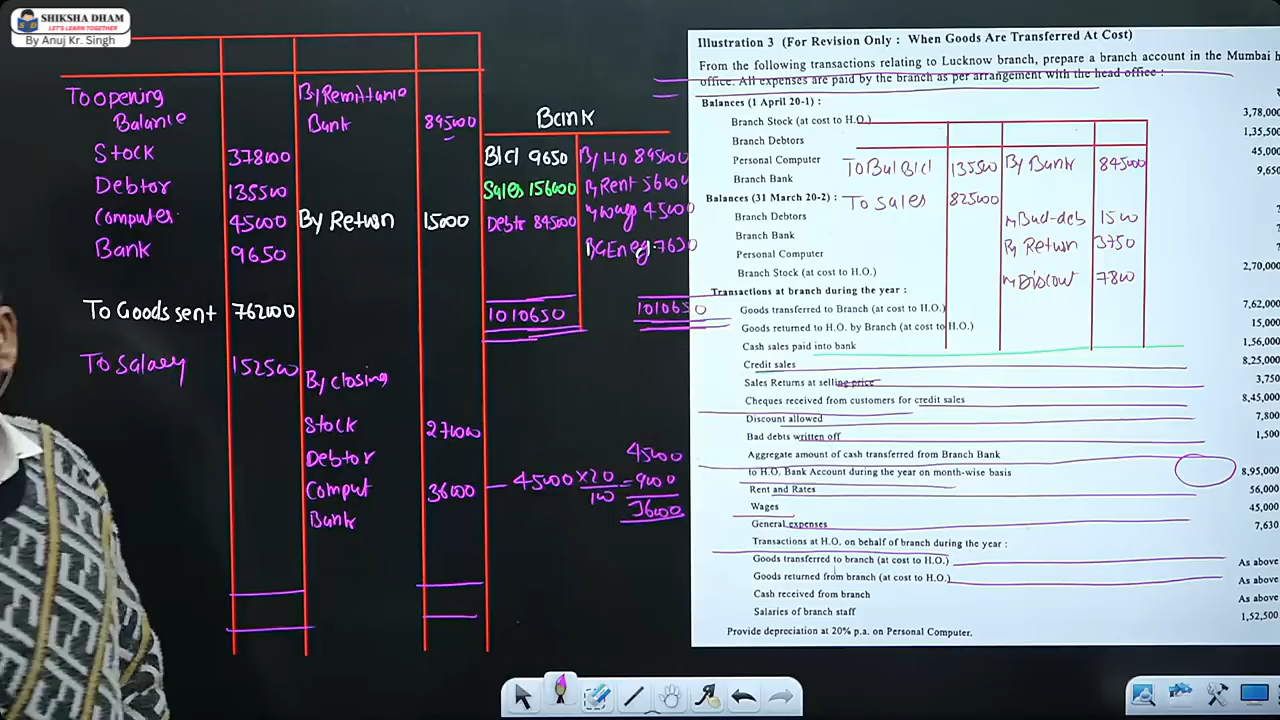 SHIKSHA DHAM
LET'S LEARN TOGETHER
By Anuj Kr. Singh
To opening
Balance
Stock 378000
Debtor 135500
Computer 45000
Bank 9650
To Goods sent 762000
To Salary 152500
By Remittance
Bank 895000
By Return 15000
By closing
Stock 270000
Debtor
Comput 36000
Bank
Bank
B/d 9650 By HO 895000
Sales 156000 By Rent 56000
Debtr 845000 By wag 45000
By G Eng 7630
1010650 1010650
45000 × 20
100
= 45000
9000
36000
Illustration 3 (For Revision Only : When Goods Are Transferred At Cost)
From the following transactions relating to Lucknow branch, prepare a branch account in the Mumbai h
office. All expenses are paid by the branch as per arrangement with the head office :
Balances (1 April 20-1) :
Branch Stock (at cost to H.O.) 3,78,000
Branch Debtors 1,35,500
Personal Computer 45,000
Branch Bank 9,650
Balances (31 March 20-2) :
Branch Debtors ?
Branch Bank ?
Personal Computer ?
Branch Stock (at cost to H.O.) 2,70,000
Transactions at branch during the year :
Goods transferred to Branch (at cost to H.O.) 7,62,000
Goods returned to H.O. by Branch (at cost to H.O.) 15,000
Cash sales paid into bank 1,56,000
Credit sales 8,25,000
Sales Returns at selling price 3,750
Cheques received from customers for credit sales 8,45,000
Discount allowed 7,800
Bad debts written off 1,500
Aggregate amount of cash transferred from Branch Bank
to H.O. Bank Account during the year on month-wise basis 8,95,000
Rent and Rates 56,000
Wages 45,000
General expenses 7,630
Transactions at H.O. on behalf of branch during the year :
Goods transferred to branch (at cost to H.O.) As above
Goods returned from branch (at cost to H.O.) As above
Cash received from branch As above
Salaries of branch staff 1,52,500
Provide depreciation at 20% p.a. on Personal Computer.
To Bal B/d 135500 By Bank 845000
To Sales 825000
By Bad-deb 1500
By Return 3750
By Discout 7800